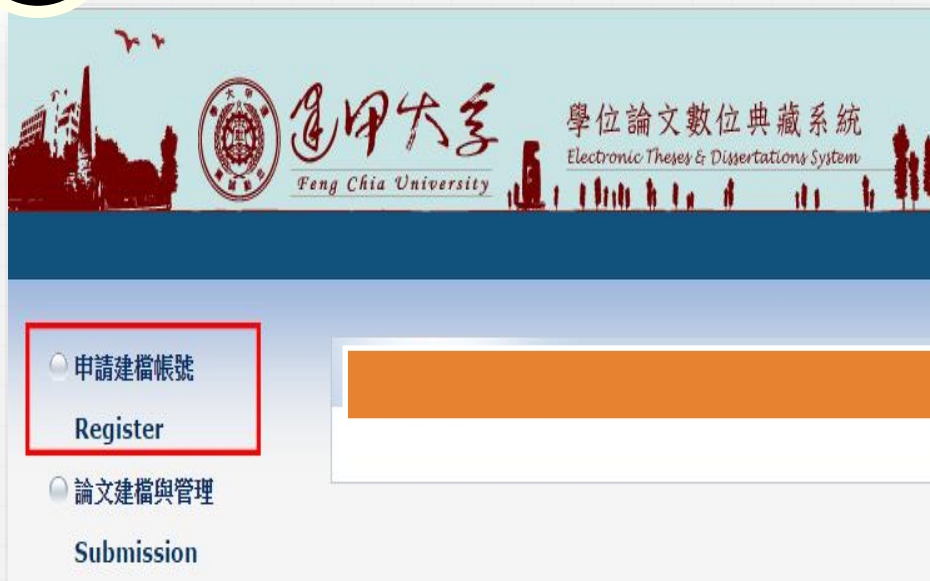 逢甲大學
Feng Chia University
學位論文數位典藏系統
Electronic Theses & Dissertations System
申請建檔帳號
Register
論文建檔與管理
Submission